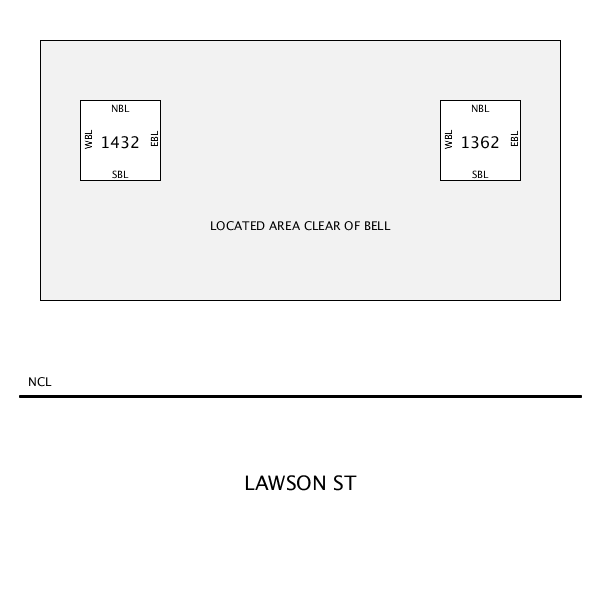 NBL
WBL 1432 EBL
SBL
NBL
WBL 1362 EBL
SBL
LOCATED AREA CLEAR OF BELL
NCL
LAWSON ST